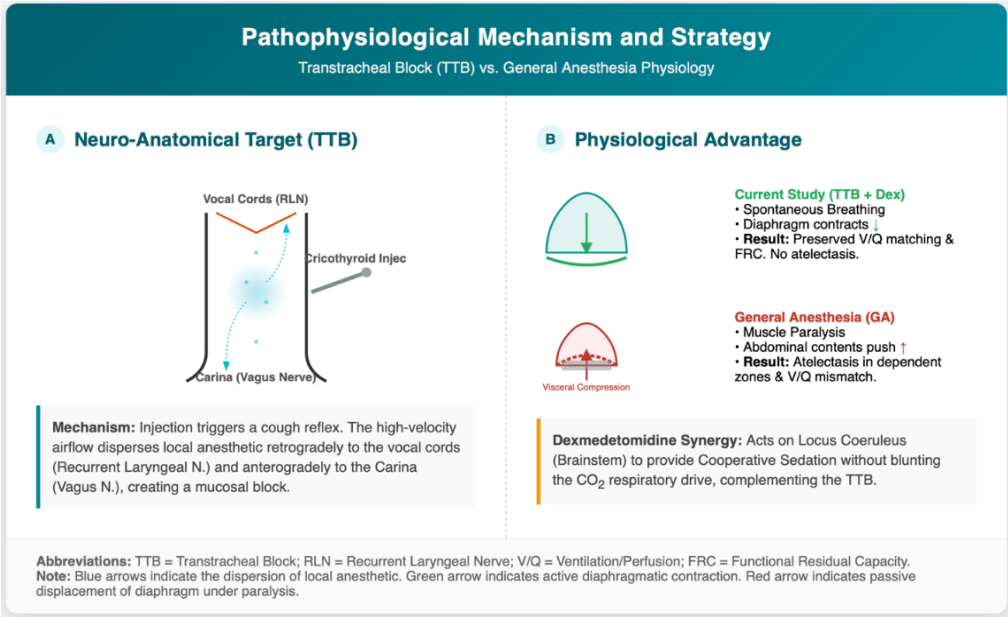 Pathophysiological Mechanism and Strategy
Transtracheal Block (TTB) vs. General Anesthesia Physiology
A
Neuro-Anatomical Target (TTB)
Vocal Cords (RLN)
Cricothyroid Injec
Carina (Vagus Nerve)
Mechanism: Injection triggers a cough reflex. The high-velocity
airflow disperses local anesthetic retrogradely to the vocal cords
(Recurrent Laryngeal N.) and anterogradely to the Carina
(Vagus N.), creating a mucosal block.
B
Physiological Advantage
Current Study (TTB + Dex)
• Spontaneous Breathing
• Diaphragm contracts ↓
• Result: Preserved V/Q matching &
FRC. No atelectasis.
Visceral Compression
General Anesthesia (GA)
• Muscle Paralysis
• Abdominal contents push ↑
• Result: Atelectasis in dependent
zones & V/Q mismatch.
Dexmedetomidine Synergy: Acts on Locus Coeruleus
(Brainstem) to provide Cooperative Sedation without blunting
the CO₂ respiratory drive, complementing the TTB.
Abbreviations: TTB = Transtracheal Block; RLN = Recurrent Laryngeal Nerve; V/Q = Ventilation/Perfusion; FRC = Functional Residual Capacity.
Note: Blue arrows indicate the dispersion of local anesthetic. Green arrow indicates active diaphragmatic contraction. Red arrow indicates passive
displacement of diaphragm under paralysis.